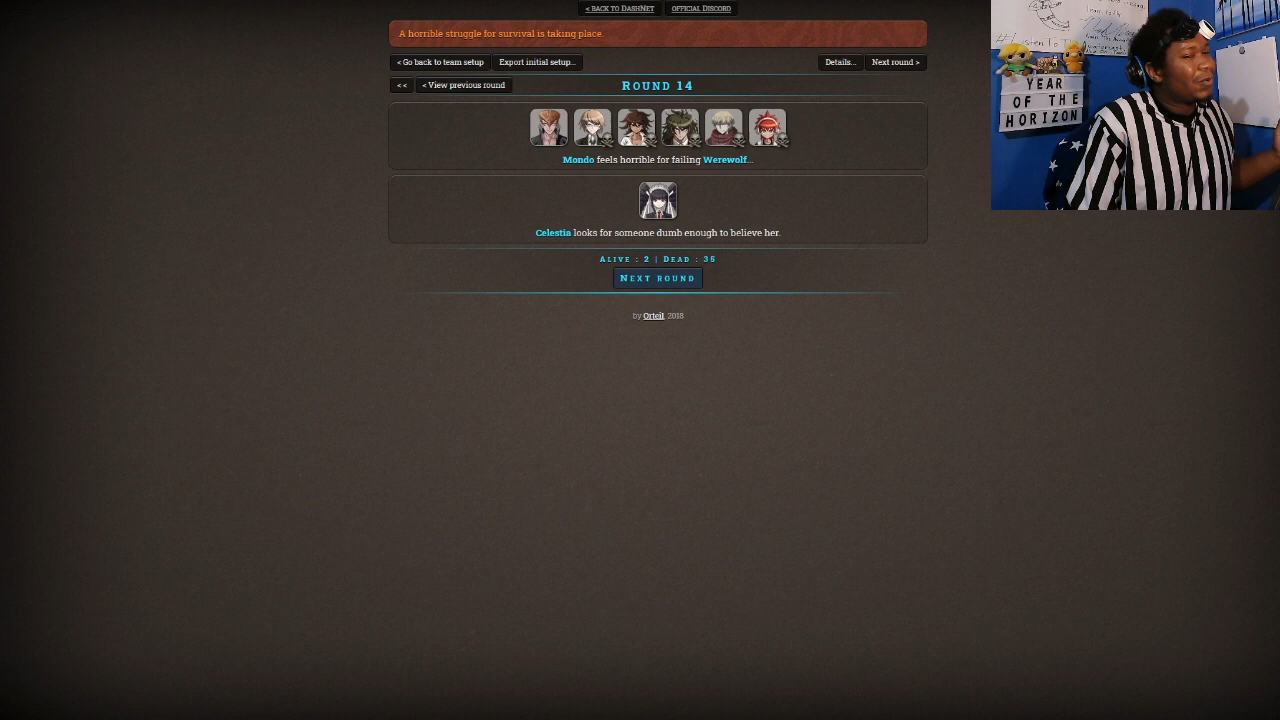 < BACK TO DASHNET
OFFICIAL DISCORD
A horrible struggle for survival is taking place.
< Go back to team setup
Export initial setup...
Details...
Next round >
< <
< View previous round
ROUND 14
Mondo feels horrible for failing Werewolf...
Celestia looks for someone dumb enough to believe her.
ALIVE : 2 | DEAD : 35
NEXT ROUND
by Orteil, 2018
YEAR
OF THE
HORIZON